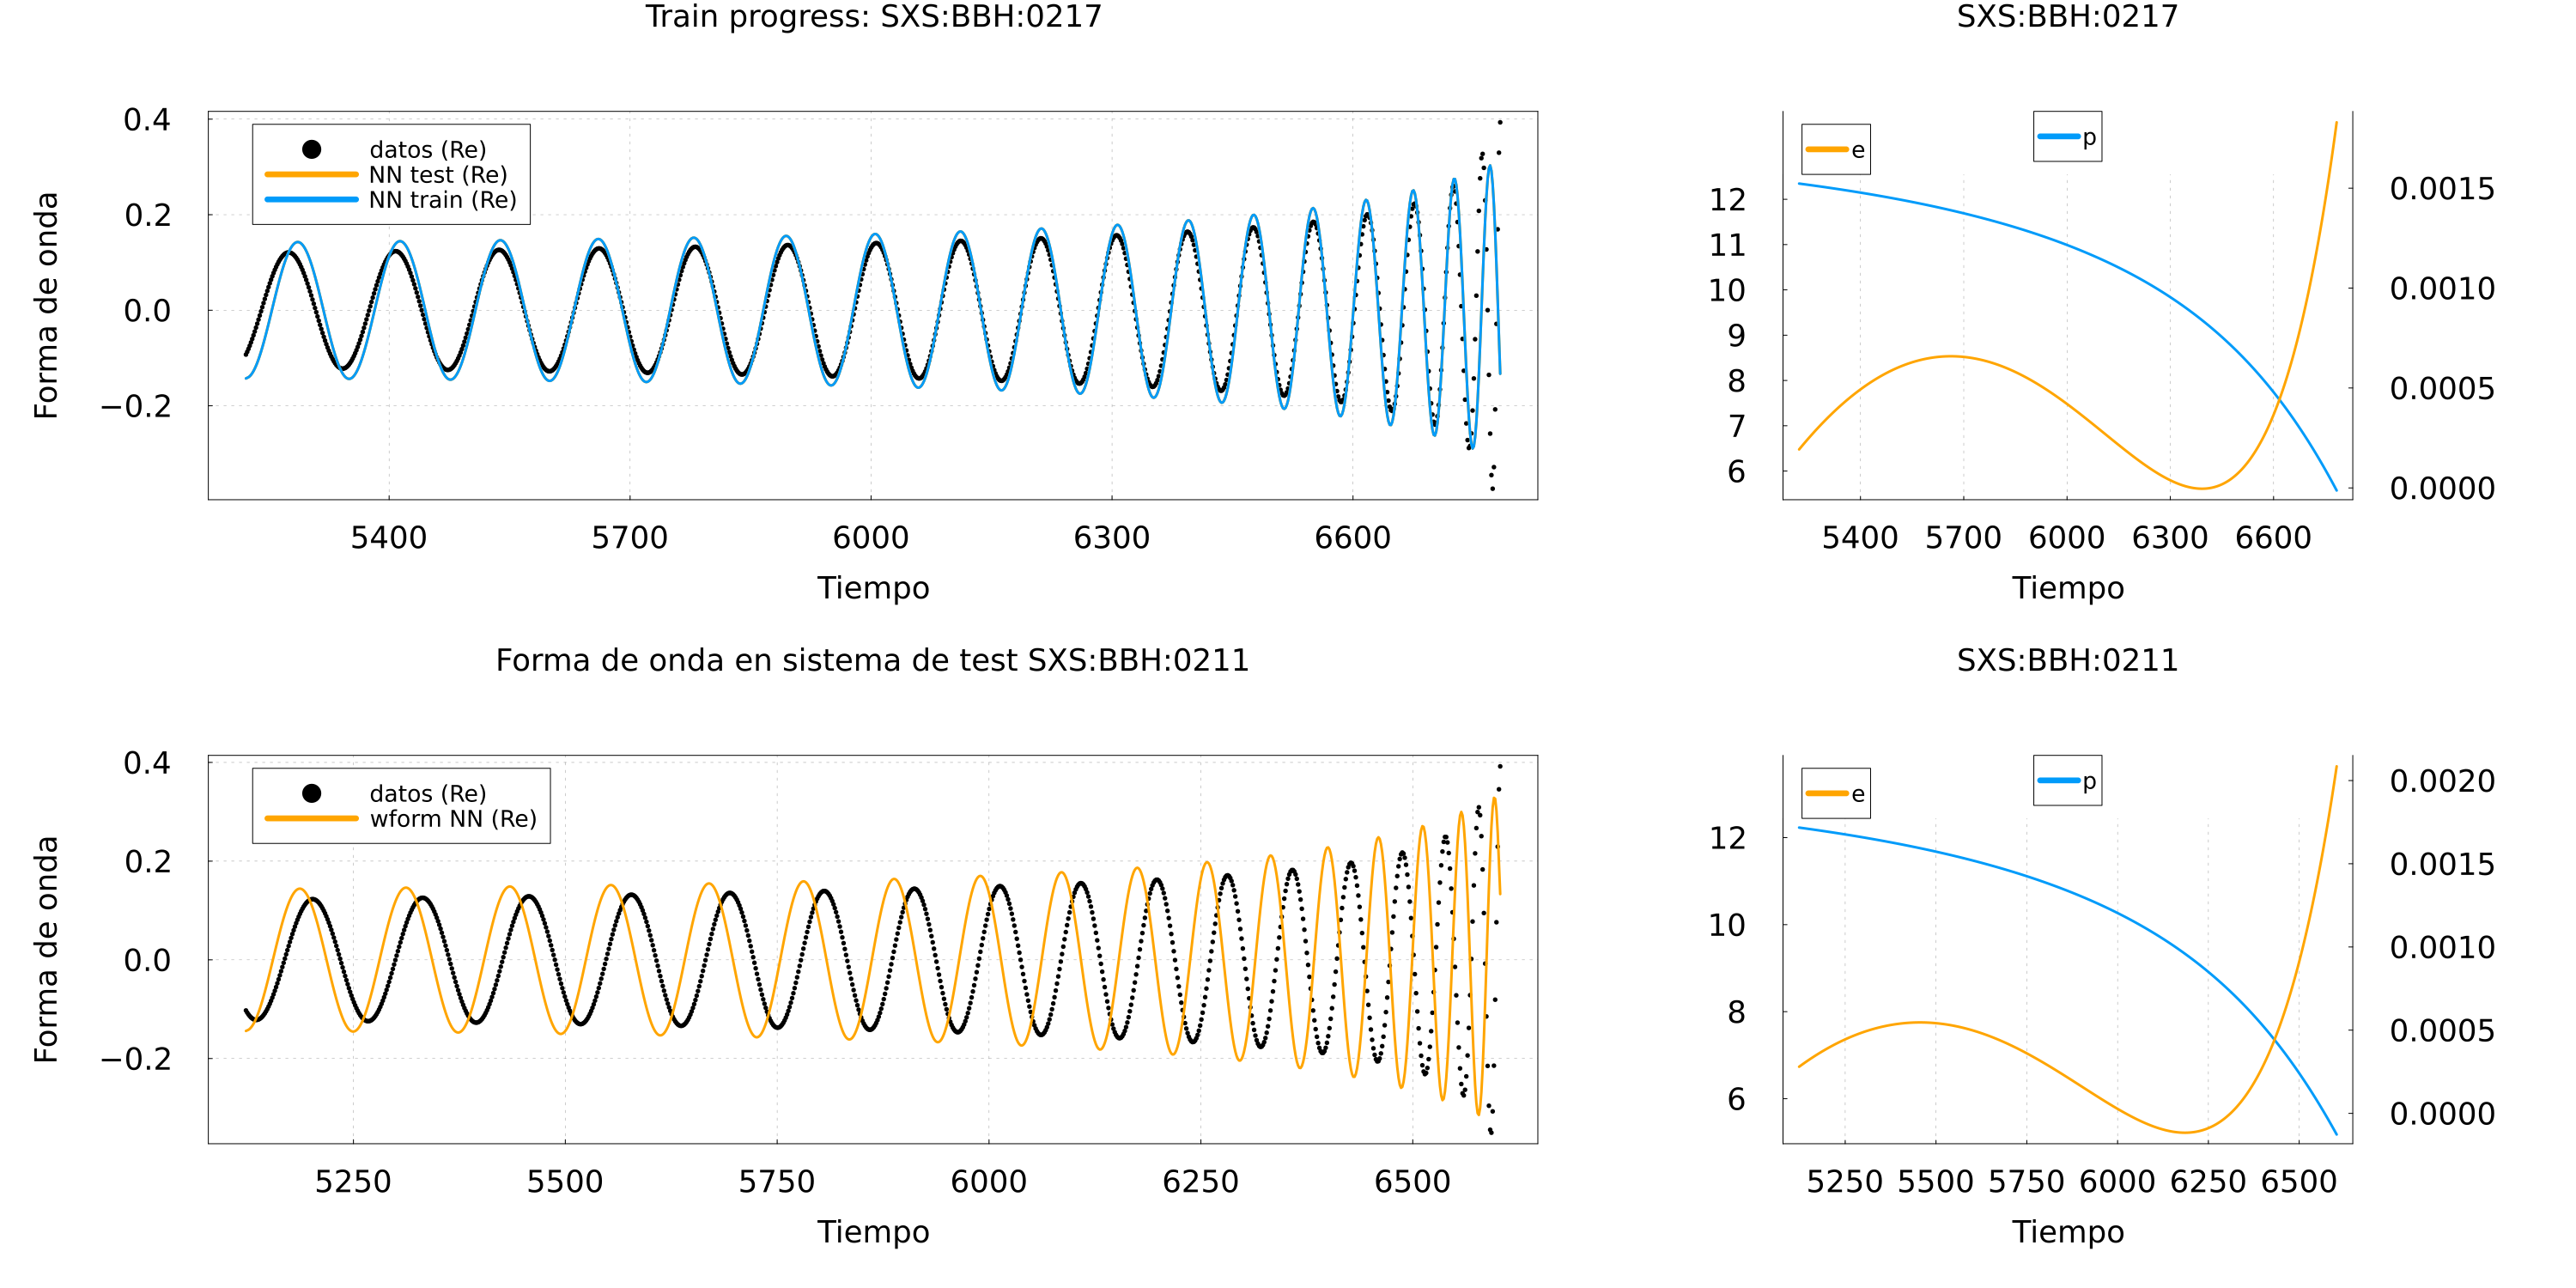 Train progress: SXS:BBH:0217
SXS:BBH:0217
Forma de onda
0.4
0.2
0.0
−0.2
datos (Re)
NN test (Re)
NN train (Re)
5400 5700 6000 6300 6600
Tiempo
12
11
10
9
8
7
6
e
p
0.0015
0.0010
0.0005
0.0000
5400 5700 6000 6300 6600
Tiempo
Forma de onda en sistema de test SXS:BBH:0211
SXS:BBH:0211
Forma de onda
0.4
0.2
0.0
−0.2
datos (Re)
wform NN (Re)
5250 5500 5750 6000 6250 6500
Tiempo
12
10
8
6
e
p
0.0020
0.0015
0.0010
0.0005
0.0000
5250 5500 5750 6000 6250 6500
Tiempo